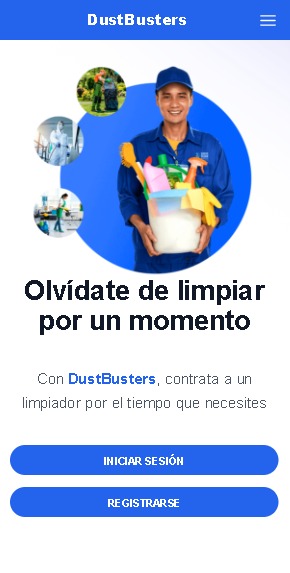 DustBusters
Olvídate de limpiar
por un momento
Con DustBusters, contrata a un
limpiador por el tiempo que necesites
INICIAR SESIÓN
REGISTRARSE